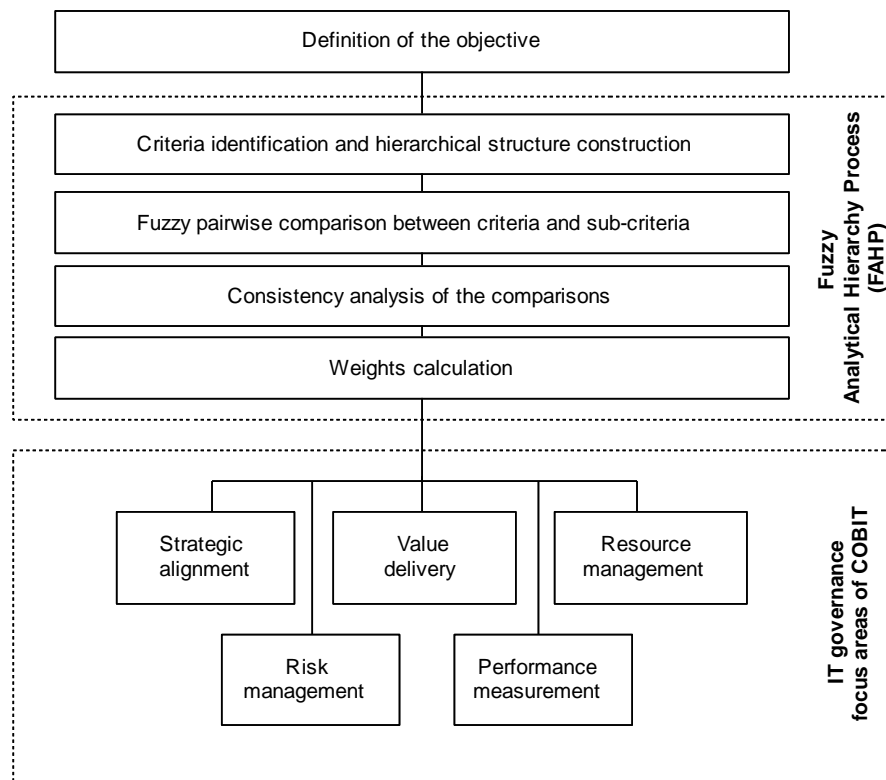 Definition of the objective
Criteria identification and hierarchical structure construction
Fuzzy pairwise comparison between criteria and sub-criteria
Consistency analysis of the comparisons
Weights calculation
Fuzzy
Analytical Hierarchy Process
(FAHP)
Strategic
alignment
Value
delivery
Resource
management
Risk
management
Performance
measurement
IT governance
focus areas of COBIT